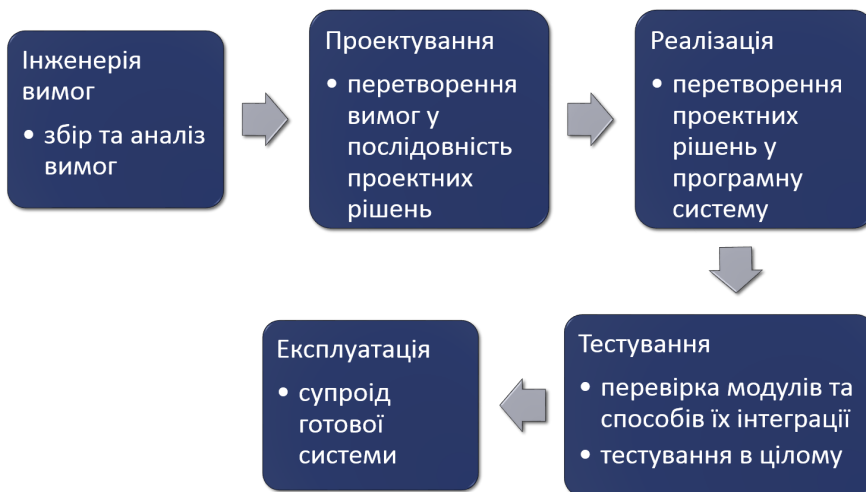 Інженерія
вимог
• збір та аналіз
вимог
Проектування
• перетворення
вимог у
послідовність
проектних
рішень
Реалізація
• перетворення
проектних
рішень у
програмну
систему
Тестування
• перевірка модулів та
способів їх інтеграції
• тестування в цілому
Експлуатація
• супроід
готової
системи